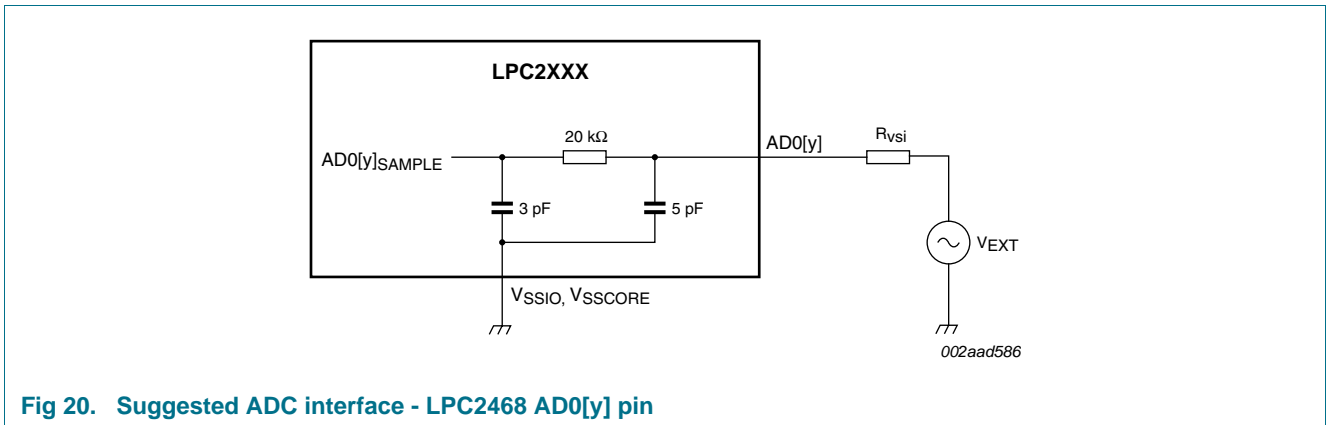 LPC2XXX
20 kΩ
AD0[y]SAMPLE
AD0[y]
Rvsi
3 pF
5 pF
VEXT
VSSIO, VSSCORE
002aad586
Fig 20. Suggested ADC interface - LPC2468 AD0[y] pin